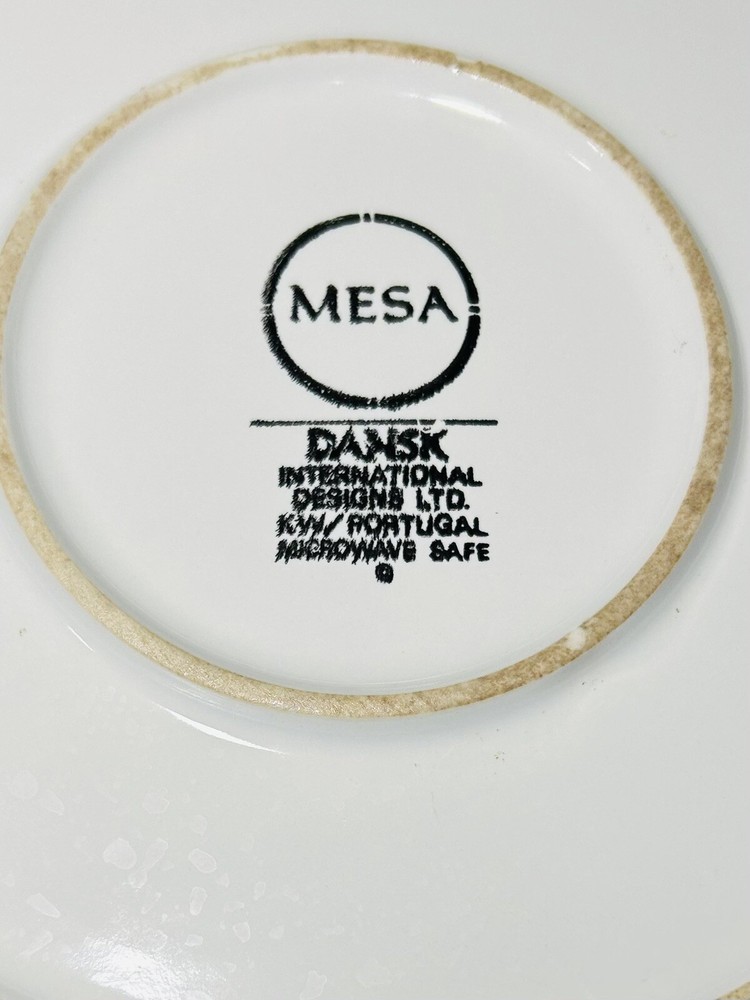 MESA
DANSK
INTERNATIONAL
DESIGNS LTD.
KW/PORTUGAL
MICROWAVE SAFE
©